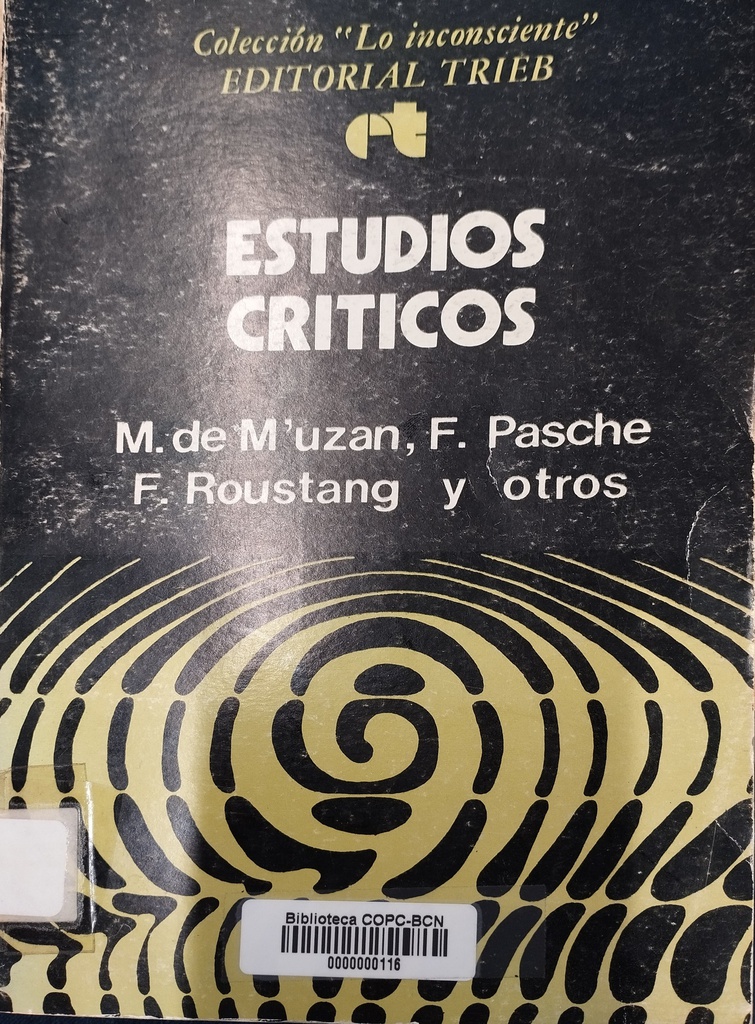 Colección "Lo inconsciente"
EDITORIAL TRIEB
et
ESTUDIOS
CRITICOS
M. de M'uzan, F. Pasche
F. Roustang y otros
Biblioteca COPC-BCN
0000000116